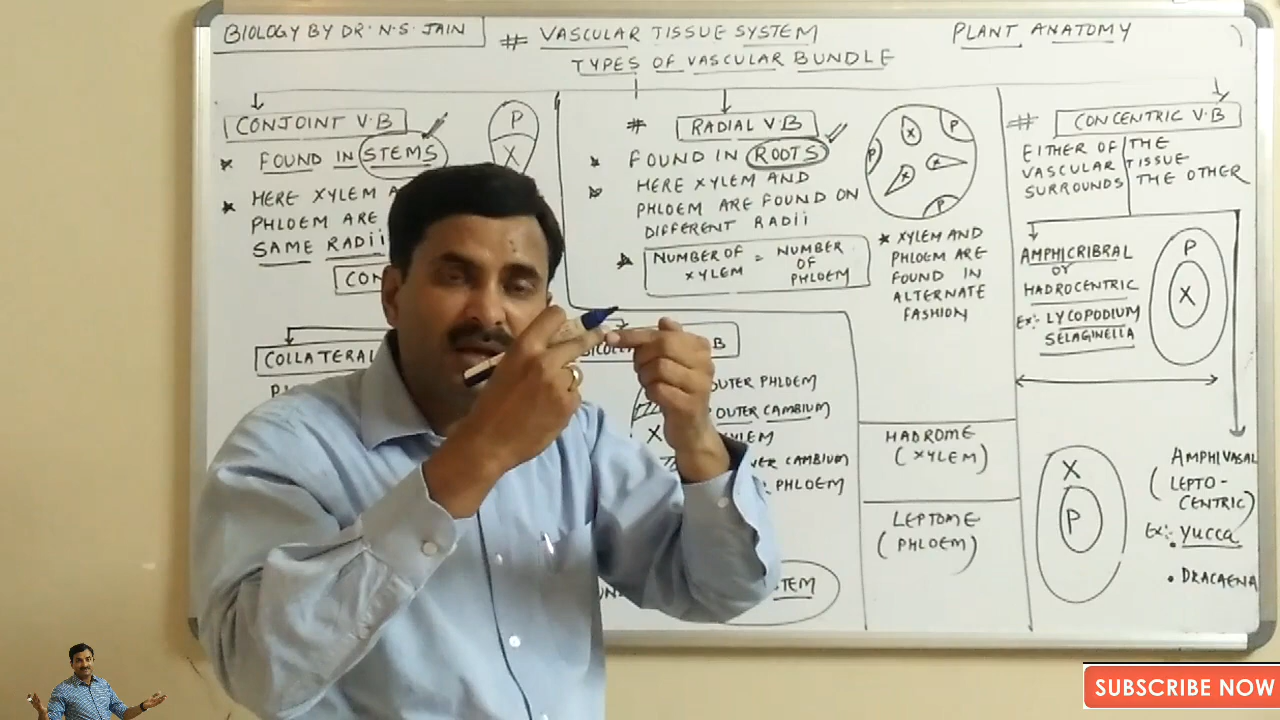 BIOLOGY BY DR. N.S. JAIN
# VASCULAR TISSUE SYSTEM
PLANT ANATOMY
TYPES OF VASCULAR BUNDLE
CONJOINT V.B
* FOUND IN STEMS
* HERE XYLEM
PHLOEM ARE
SAME RADii
P
X
# RADIAL V.B
* FOUND IN ROOTS
* HERE XYLEM AND
PHLOEM ARE FOUND ON
DIFFERENT RADii
* NUMBER OF XYLEM = NUMBER OF PHLOEM
P
P
P
X
X
X
* XYLEM AND
PHLOEM ARE
FOUND IN
ALTERNATE
FASHION
# CONCENTRIC V.B
EITHER OF THE
VASCULAR TISSUE
SURROUNDS THE OTHER
AMPHICRIBRAL
OR
HADROCENTRIC
Ex:- LYCOPODIUM
SELAGINELLA
P
X
COLLATERAL
B
OUTER PHLOEM
OUTER CAMBIUM
X
CAMBIUM
PHLOEM
HADROME
(XYLEM)
LEPTOME
(PHLOEM)
X
P
AMPHIVASAL
(LEPTO-
CENTRIC)
Ex:-
• Yucca
• DRACAENA
SUBSCRIBE NOW